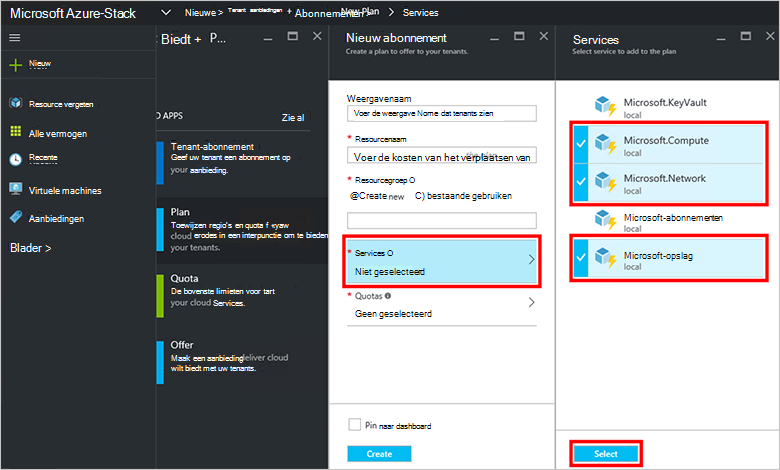 Microsoft Azure-Stack
Nieuwe > Tenant aanbiedingen + Abonnementen New Plan > Services
Nieuw
Resource vergeten
Alle vermogen
Recente
Virtuele machines
Aanbiedingen
Blader >
Biedt + P...
D APPS Zie al
Tenant-abonnement
Geef uw tenant een abonnement op
your aanbieding.
Plan
Toewijzen regio's en quota
cloud erodes in een interpunctie om te bieden
your tenants.
Quota
De bovenste limieten voor tart
your cloud Services.
Offer
Maak een aanbieding deliver cloud
wilt biedt met uw tenants.
Nieuw abonnement
Create a plan to offer to your tenants.
Weergavenaam
Voer de weergave Nome dat tenants zien
* Resourcenaam
Voer de kosten van het verplaatsen van
* Resourcegroep O
@Create new C) bestaande gebruiken
* Services O
Niet geselecteerd
* Quotas
Geen geselecteerd
Pin naar dashboard
Create
Services
Select service to add to the plan
Microsoft.KeyVault
local
Microsoft.Compute
local
Microsoft.Network
local
Microsoft-abonnementen
local
Microsoft-opslag
local
Select